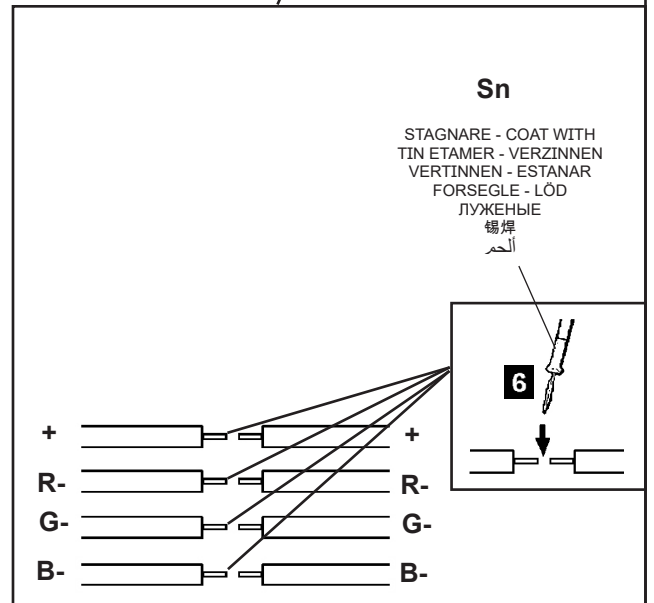 Sn
STAGNARE - COAT WITH
TIN ETAMER - VERZINNEN
VERTINNEN - ESTANAR
FORSEGLE - LÖD
ЛУЖЕНЫЕ
锡焊
ألحم
6
+ +
R- R-
G- G-
B- B-